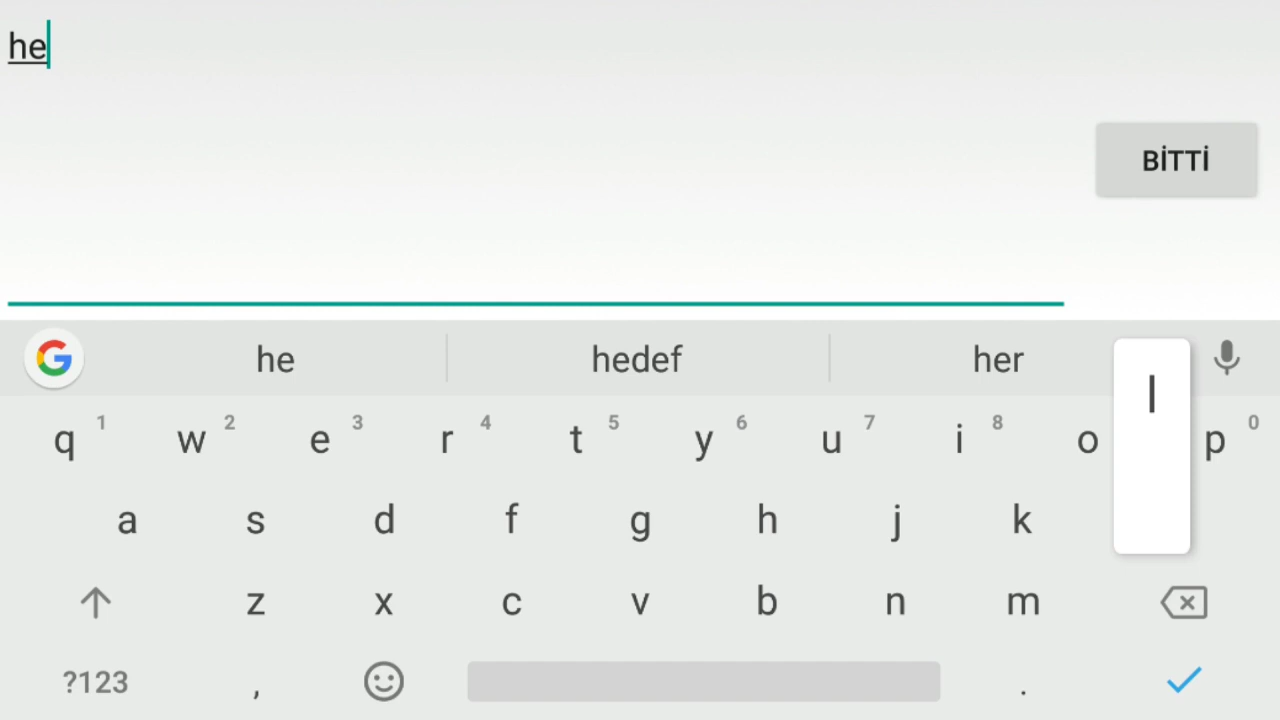 he
BİTTİ
he hedef her
q 1 w 2 e 3 r 4 t 5 y 6 u 7 i 8 o p 0
l
a s d f g h j k
z x c v b n m
?123 , .